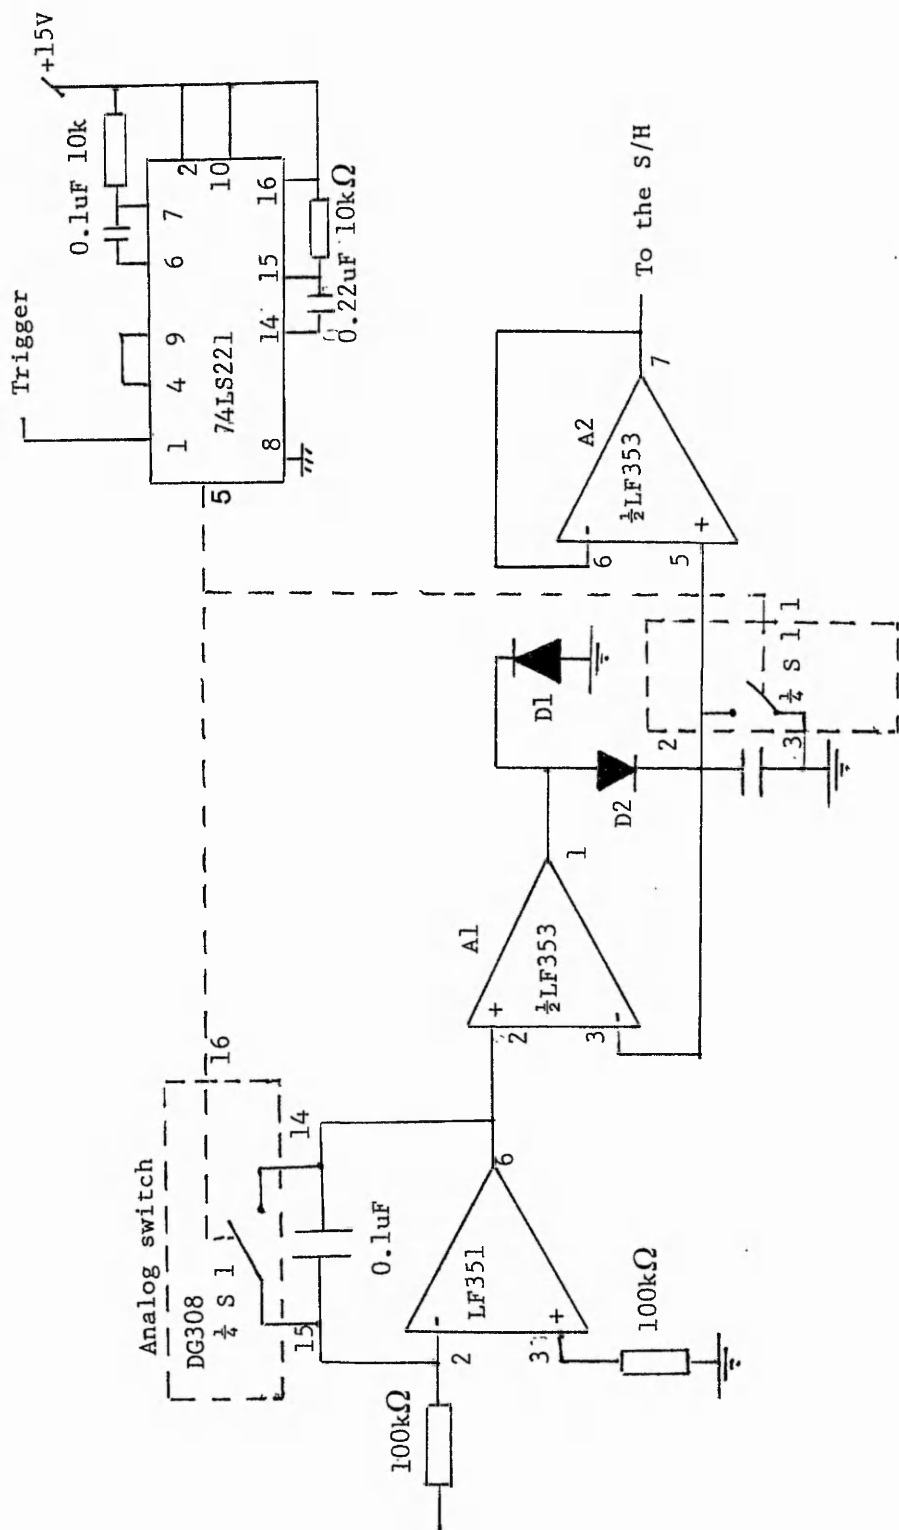 +15V
0.1uF 10k
Trigger
1 4 9 6 7
2
10
74LS221
5
8 14 15 16
0.22uF 10kΩ
Analog switch
DG308
¼ S 1
16
15
14
0.1uF
100kΩ
2
3
LF351
6
100kΩ
A1
2 +
3 -
½LF353
1
D1
D2
2
3
¼ S 1 1
A2
6 -
5 +
½LF353
7
To the S/H